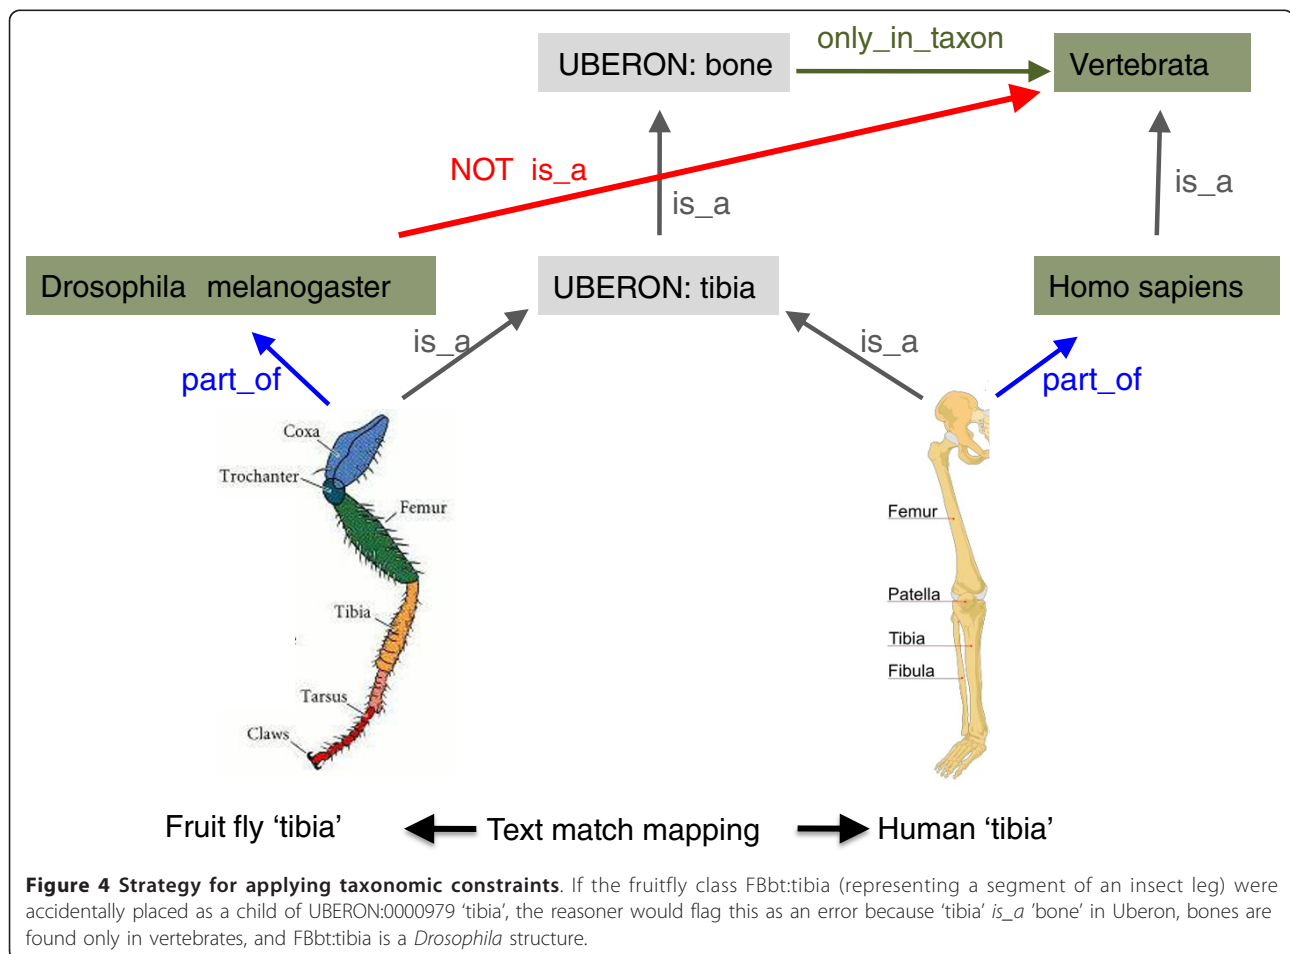 only_in_taxon
UBERON: bone
Vertebrata
NOT is_a
is_a
is_a
Drosophila melanogaster
UBERON: tibia
Homo sapiens
is_a
is_a
part_of
part_of
Coxa
Trochanter
Femur
Tibia
Tarsus
Claws
Femur
Patella
Tibia
Fibula
Fruit fly ‘tibia’
Text match mapping
Human ‘tibia’
Figure 4 Strategy for applying taxonomic constraints. If the fruitfly class FBbt:tibia (representing a segment of an insect leg) were
accidentally placed as a child of UBERON:0000979 ‘tibia’, the reasoner would flag this as an error because ‘tibia’ is_a ’bone’ in Uberon, bones are
found only in vertebrates, and FBbt:tibia is a Drosophila structure.